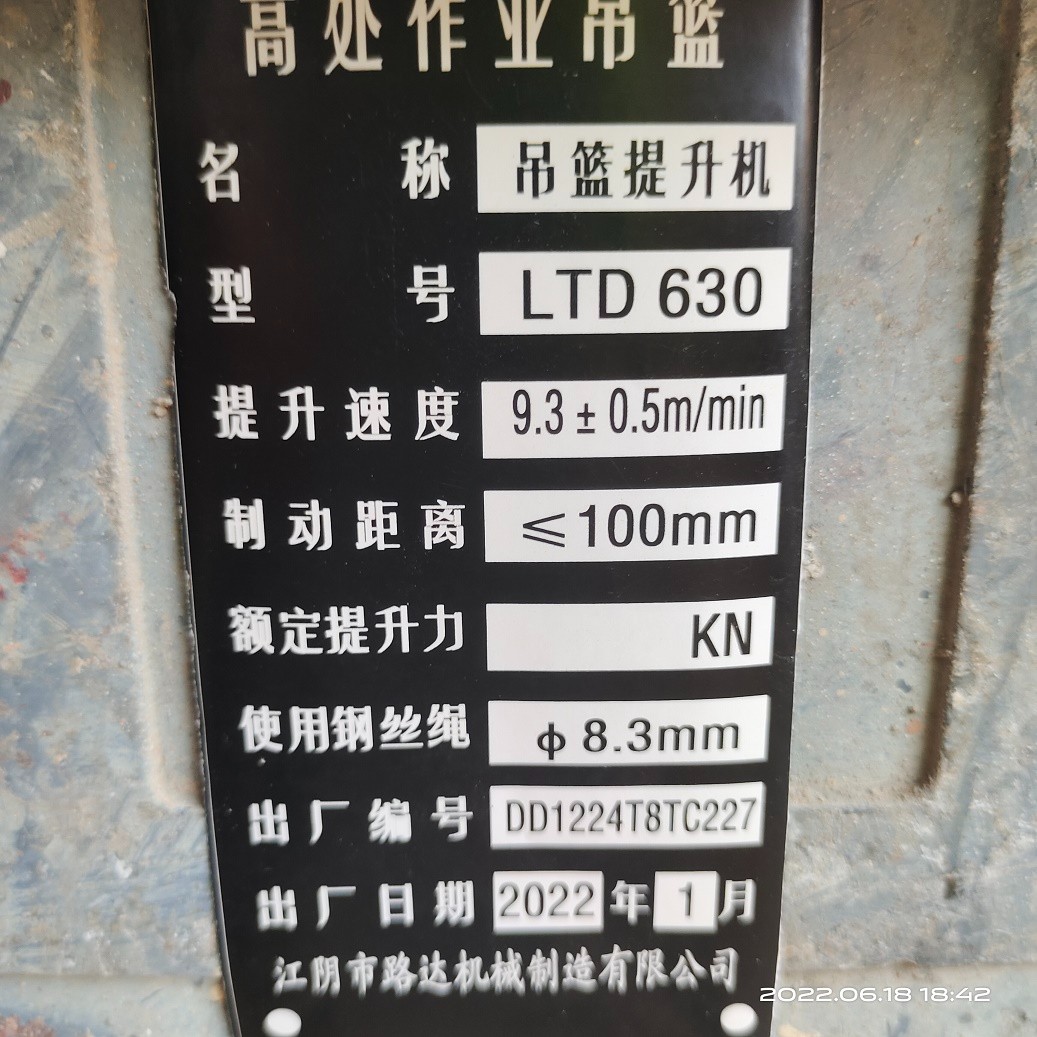 高处作业吊篮
名称 吊篮提升机
型号 LTD 630
提升速度 9.3 ± 0.5m/min
制动距离 ≤100mm
额定提升力 KN
使用钢丝绳 ф 8.3mm
出厂编号 DD1224T8TC227
出厂日期 2022 年 1 月
江阴市路达机械制造有限公司
2022.06.18 18:42